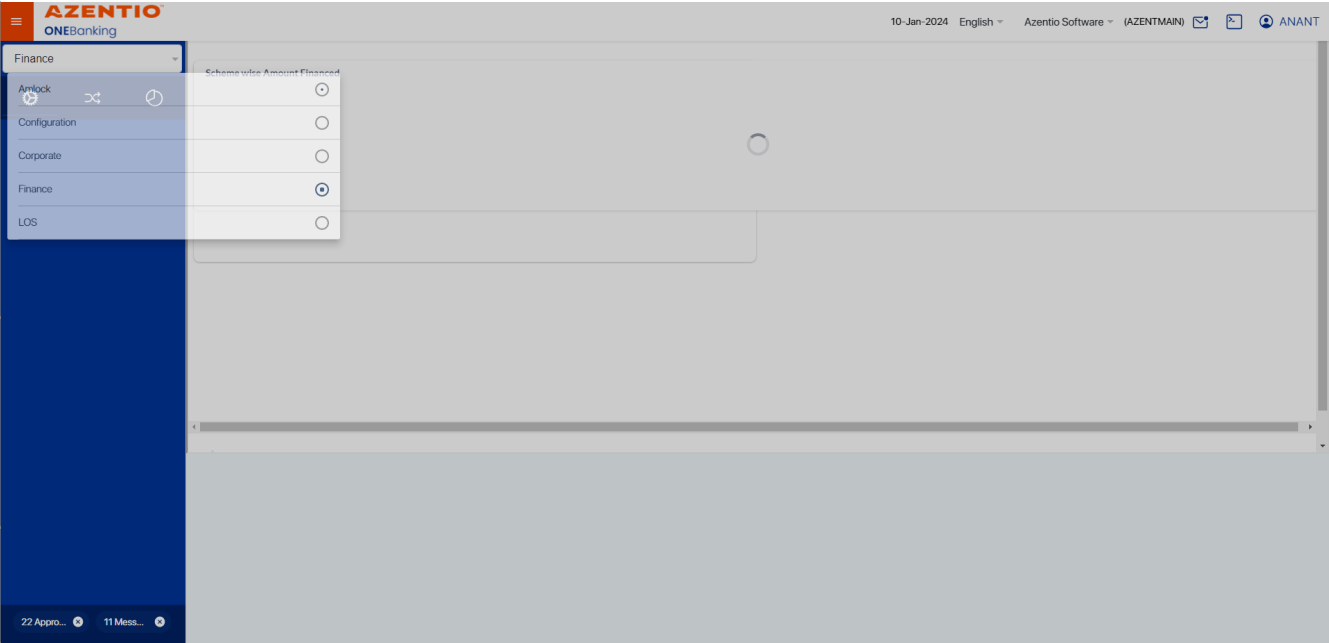 AZENTIO
ONEBanking
10-Jan-2024 English Azentio Software (AZENTMAIN) ANANT
Finance
Scheme wise Amount Financed
Amlock
Configuration
Corporate
Finance
LOS
22 Appro... 11 Mess...